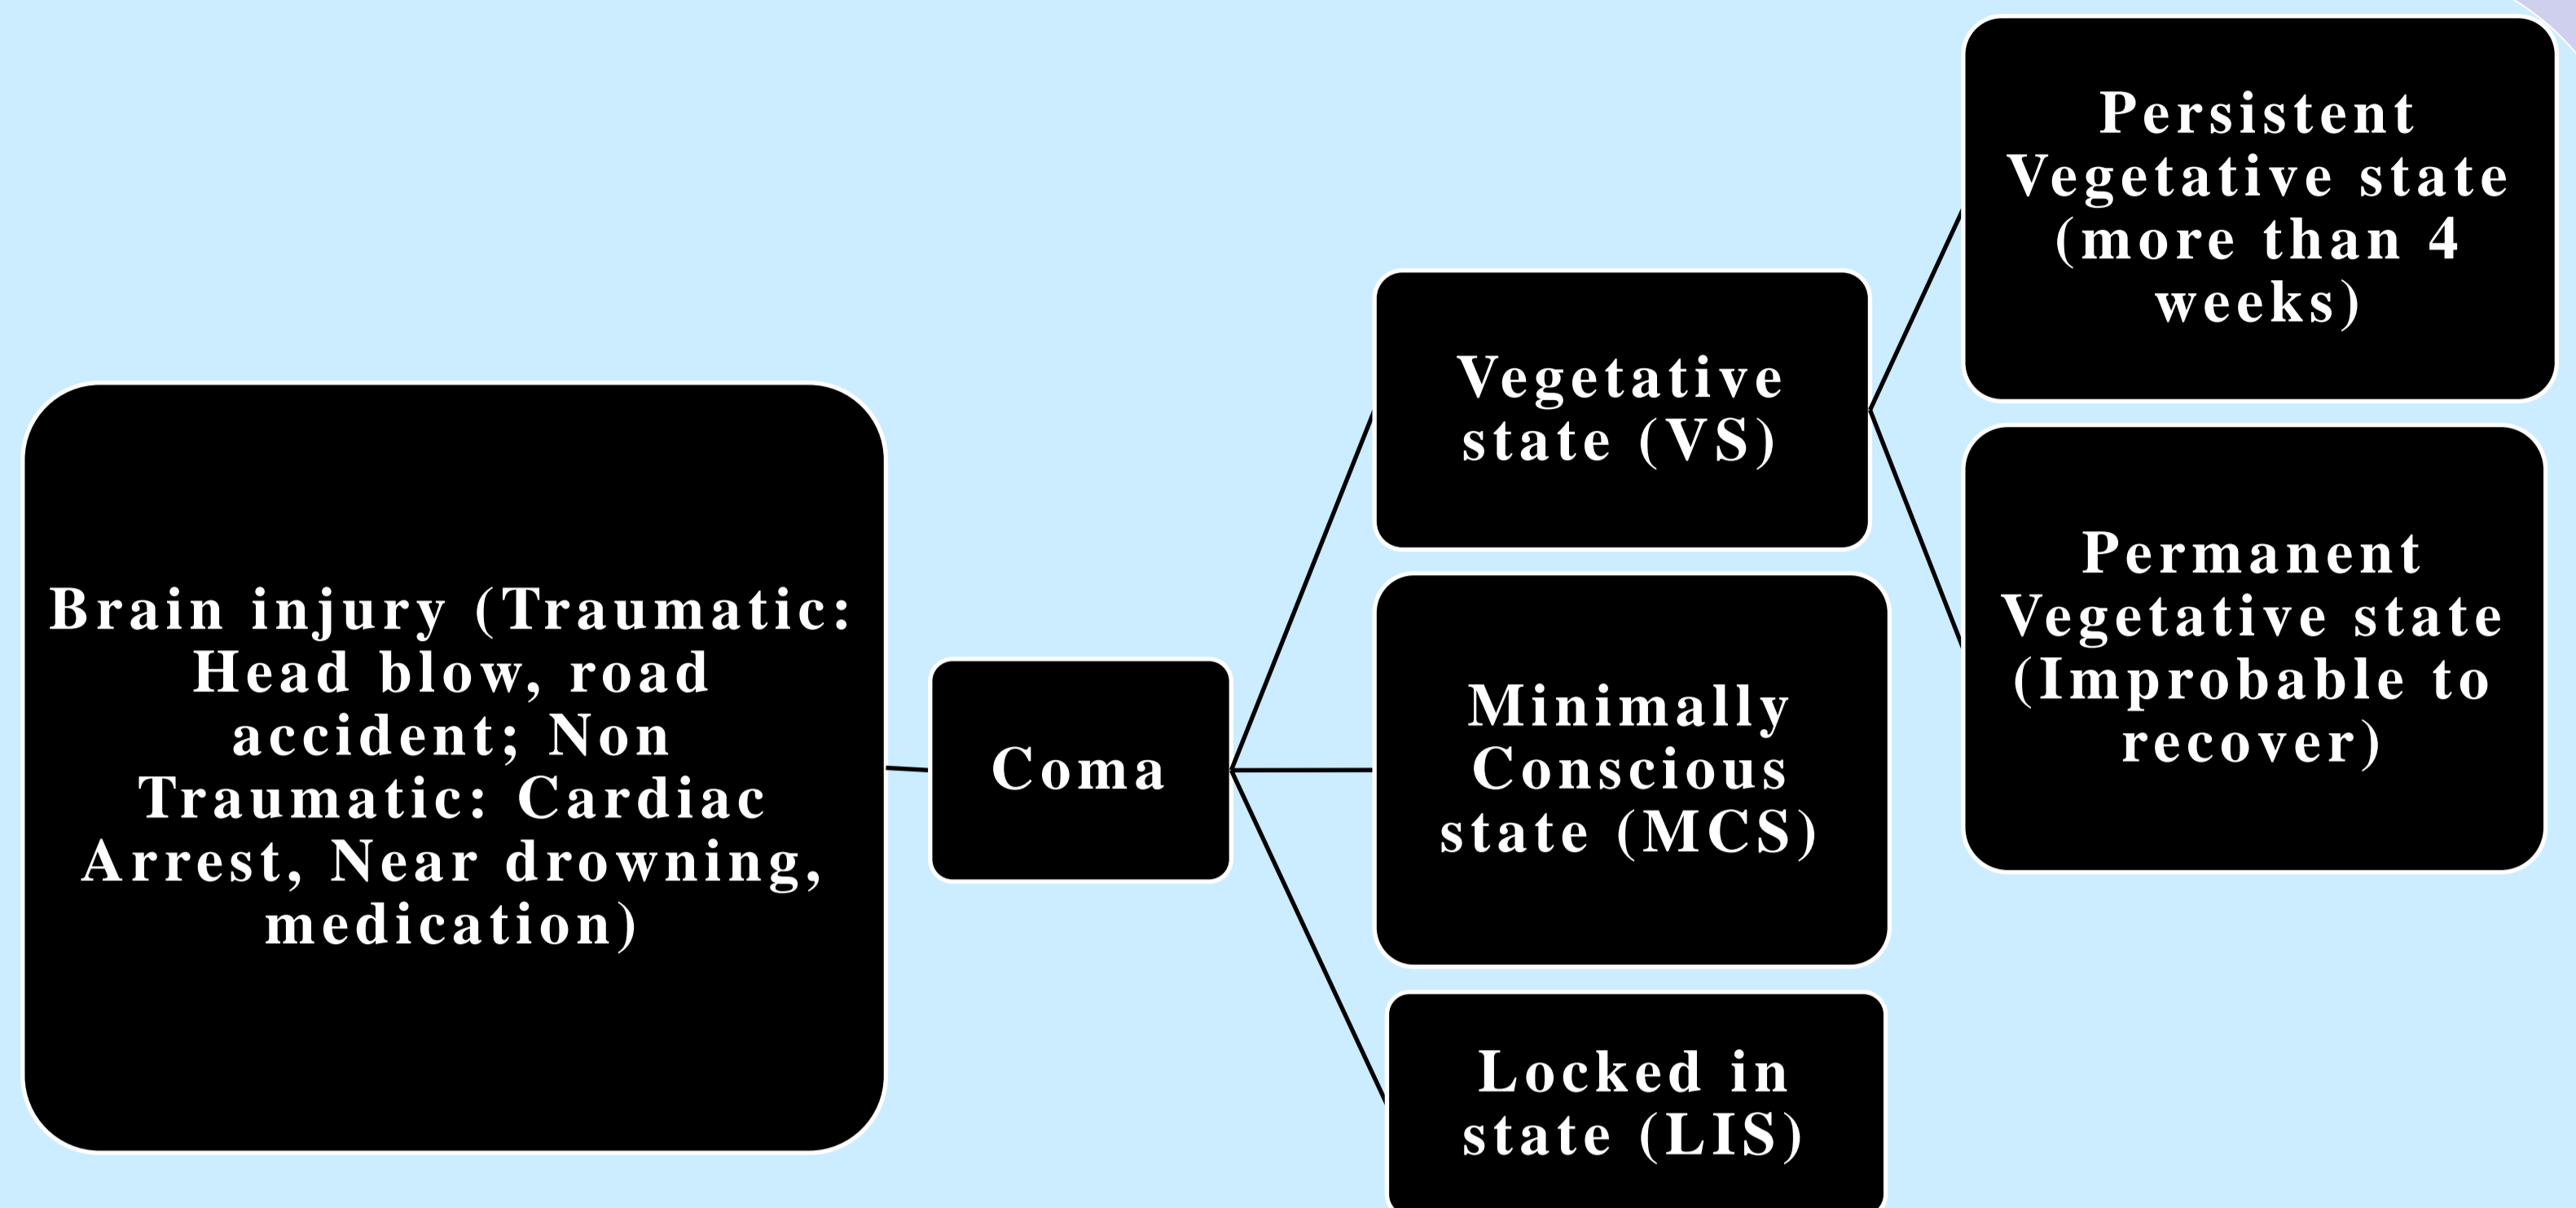 Brain injury (Traumatic:
Head blow, road
accident; Non
Traumatic: Cardiac
Arrest, Near drowning,
medication)
Coma
Vegetative
state (VS)
Minimally
Conscious
state (MCS)
Locked in
state (LIS)
Persistent
Vegetative state
(more than 4
weeks)
Permanent
Vegetative state
(Improbable to
recover)